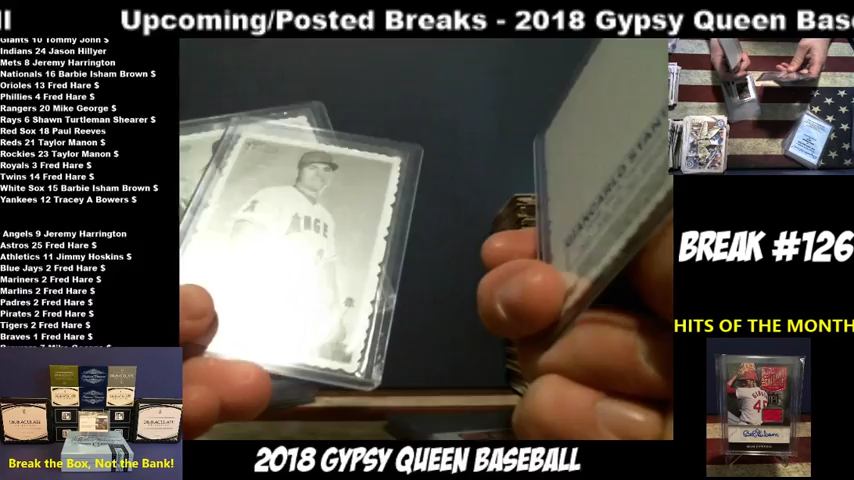 ll Upcoming/Posted Breaks - 2018 Gypsy Queen Base
Giants 10 Tommy John $
Indians 24 Jason Hillyer
Mets 8 Jeremy Harrington
Nationals 16 Barbie Isham Brown $
Orioles 13 Fred Hare $
Phillies 4 Fred Hare $
Rangers 20 Mike George $
Rays 6 Shawn Turtleman Shearer $
Red Sox 18 Paul Reeves
Reds 21 Taylor Manon $
Rockies 23 Taylor Manon $
Royals 3 Fred Hare $
Twins 14 Fred Hare $
White Sox 15 Barbie Isham Brown $
Yankees 12 Tracey A Bowers $
Angels 9 Jeremy Harrington
Astros 25 Fred Hare $
Athletics 11 Jimmy Hoskins $
Blue Jays 2 Fred Hare $
Mariners 2 Fred Hare $
Marlins 2 Fred Hare $
Padres 2 Fred Hare $
Pirates 2 Fred Hare $
Tigers 2 Fred Hare $
Braves 1 Fred Hare $
GIANCARLO STAN
ANGE
BREAK #126
HITS OF THE MONTH
IMMACULATE
IMMACULATE
Break the Box, Not the Bank!
2018 GYPSY QUEEN BASEBALL